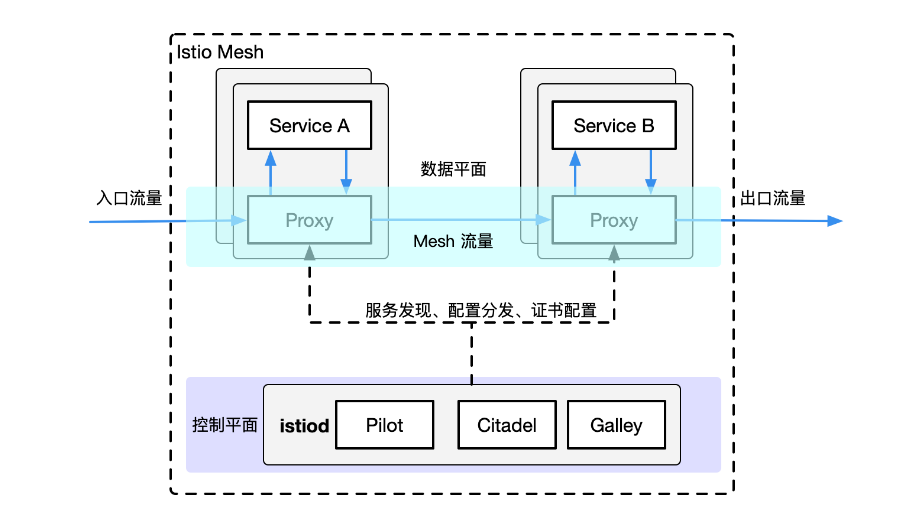 Istio Mesh
Service A
Service B
数据平面
入口流量
出口流量
Proxy
Proxy
Mesh 流量
服务发现、配置分发、证书配置
控制平面
istiod
Pilot
Citadel
Galley